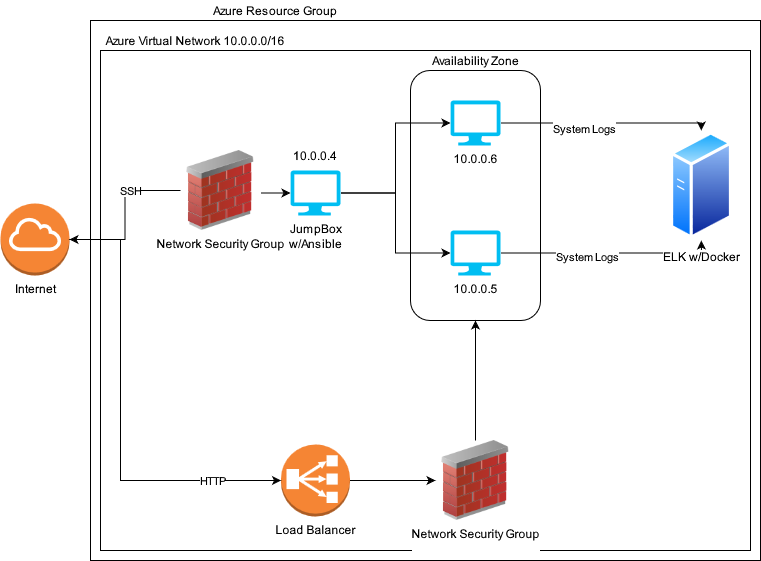 Azure Resource Group
Azure Virtual Network 10.0.0.0/16
Availability Zone
System Logs
10.0.0.4
10.0.0.6
SSH
JumpBox
w/Ansible
Network Security Group
Internet
System Logs
ELK w/Docker
10.0.0.5
HTTP
Load Balancer
Network Security Group